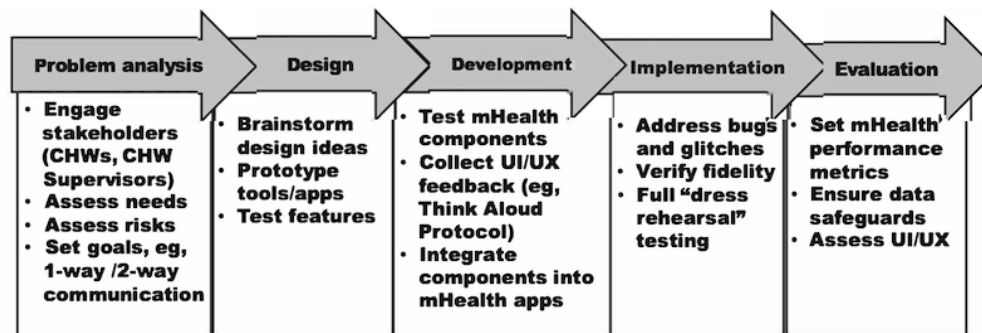 Problem analysis
Design
Development
Implementation
Evaluation
• Engage
stakeholders
(CHWs, CHW
Supervisors)
• Assess needs
• Assess risks
• Set goals, eg,
1-way /2-way
communication
• Brainstorm
design ideas
• Prototype
tools/apps
• Test features
• Test mHealth
components
• Collect UI/UX
feedback (eg,
Think Aloud
Protocol)
• Integrate
components into
mHealth apps
• Address bugs
and glitches
• Verify fidelity
• Full “dress
rehearsal”
testing
• Set mHealth
performance
metrics
• Ensure data
safeguards
• Assess UI/UX